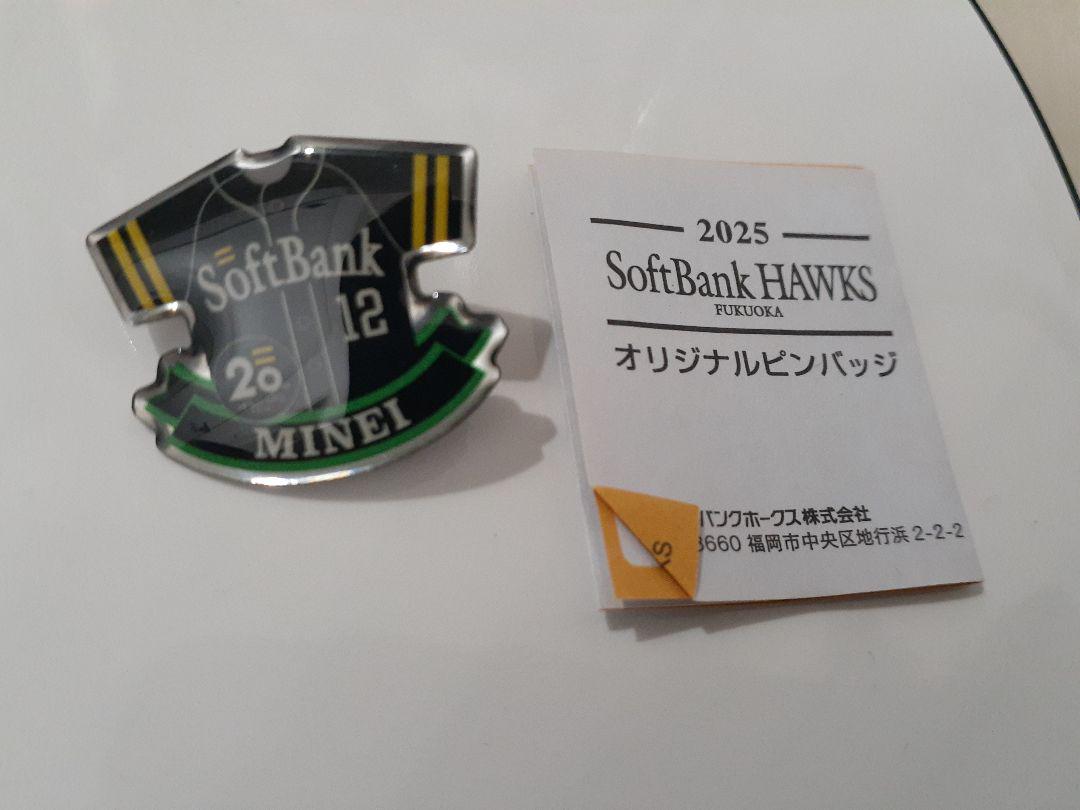 SoftBank
12
20
MINEI
2025
SoftBank HAWKS
FUKUOKA
オリジナルピンバッジ
バンクホークス株式会社
8660 福岡市中央区地行浜2-2-2
KS